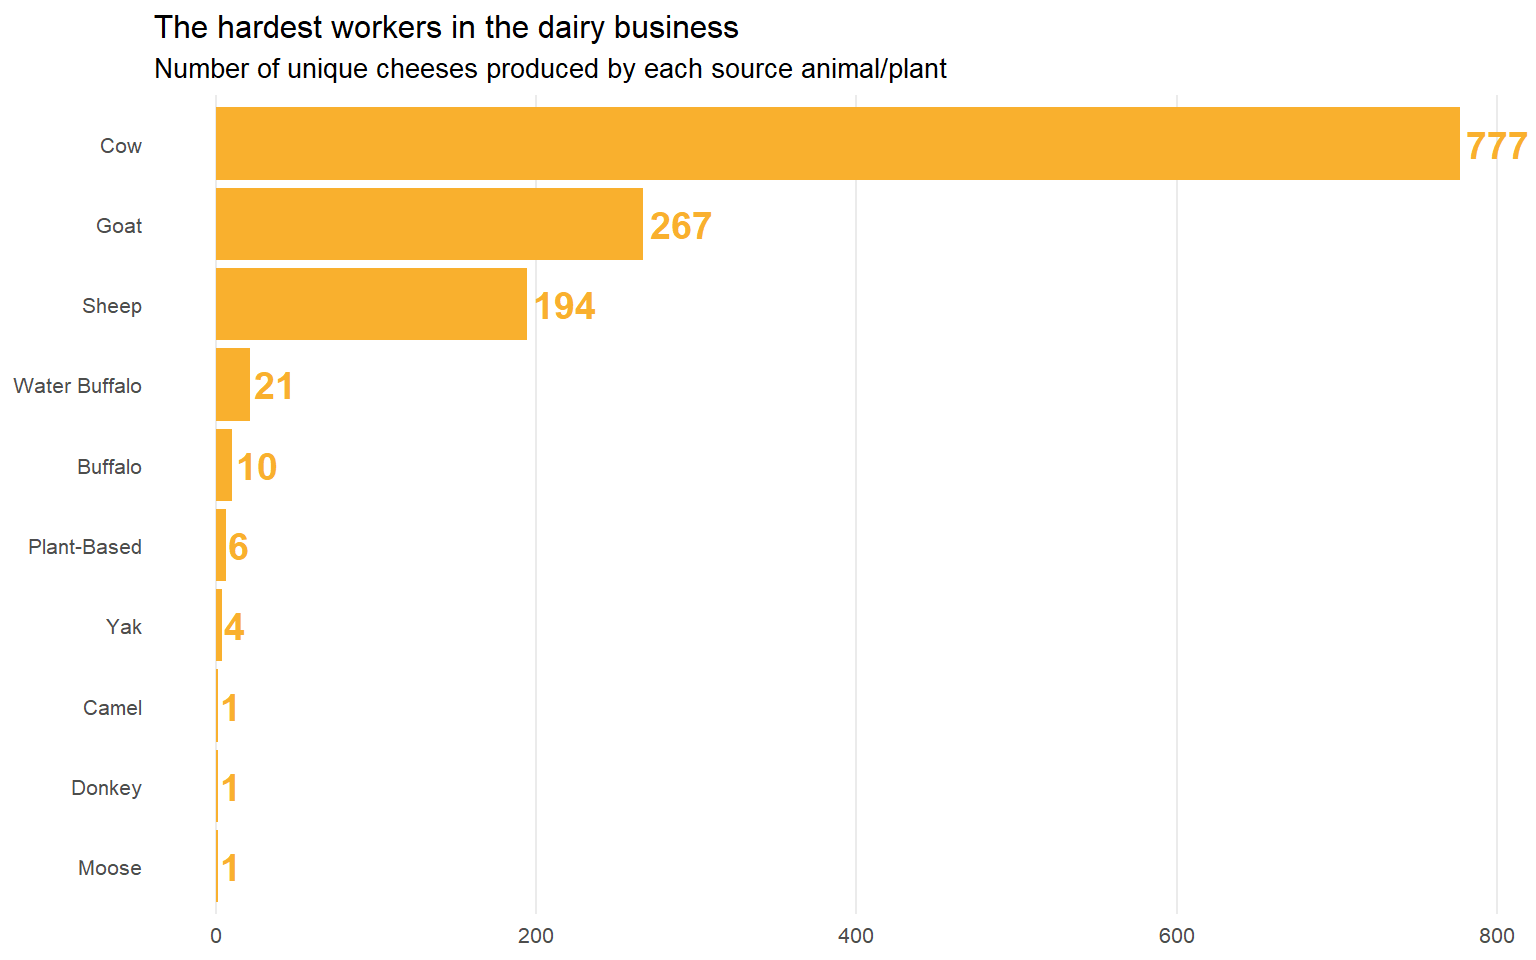 The hardest workers in the dairy business
Number of unique cheeses produced by each source animal/plant
Cow 777
Goat 267
Sheep 194
Water Buffalo 21
Buffalo 10
Plant-Based 6
Yak 4
Camel 1
Donkey 1
Moose 1
0 200 400 600 800